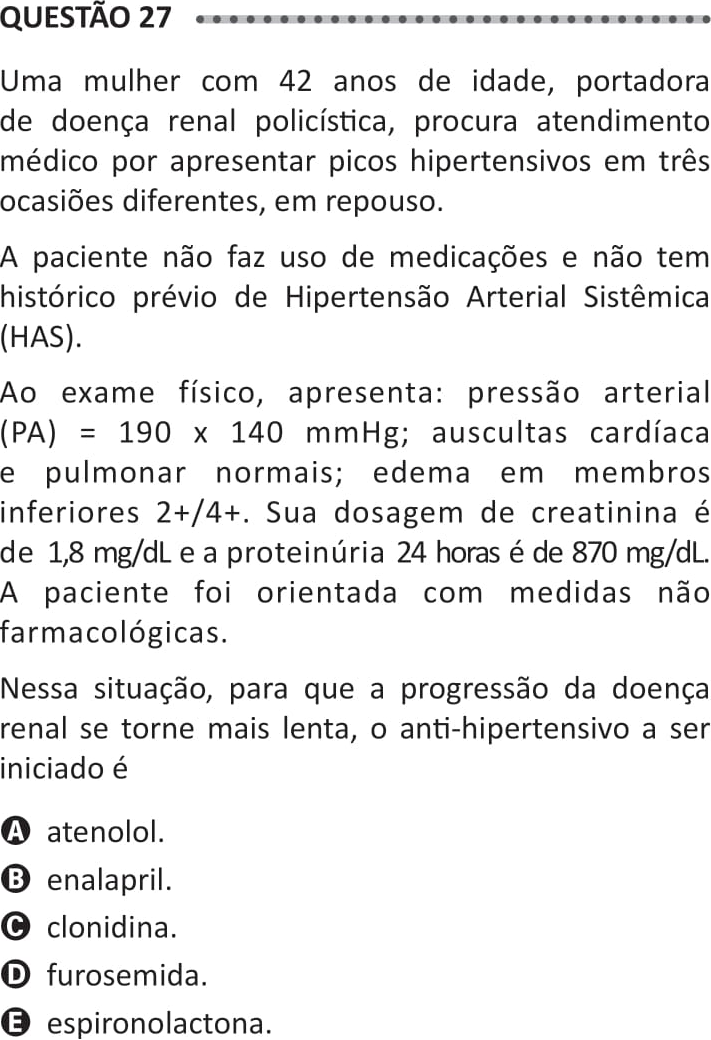 QUESTÃO 27
Uma mulher com 42 anos de idade, portadora
de doença renal policística, procura atendimento
médico por apresentar picos hipertensivos em três
ocasiões diferentes, em repouso.
A paciente não faz uso de medicações e não tem
histórico prévio de Hipertensão Arterial Sistêmica
(HAS).
Ao exame físico, apresenta: pressão arterial
(PA) = 190 x 140 mmHg; auscultas cardíaca
e pulmonar normais; edema em membros
inferiores 2+/4+. Sua dosagem de creatinina é
de 1,8 mg/dL e a proteinúria 24 horas é de 870 mg/dL.
A paciente foi orientada com medidas não
farmacológicas.
Nessa situação, para que a progressão da doença
renal se torne mais lenta, o anti-hipertensivo a ser
iniciado é
A atenolol.
B enalapril.
C clonidina.
D furosemida.
E espironolactona.